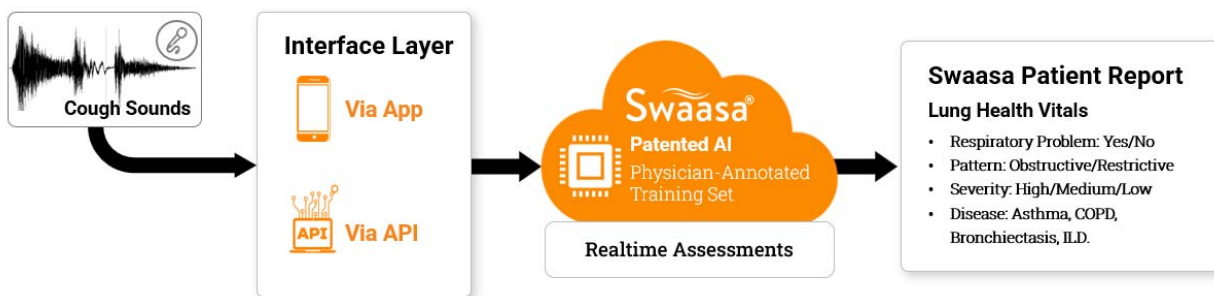 Cough Sounds
Interface Layer
Via App
API
Via API
Swaasa®
Patented AI
Physician-Annotated
Training Set
Realtime Assessments
Swaasa Patient Report
Lung Health Vitals
• Respiratory Problem: Yes/No
• Pattern: Obstructive/Restrictive
• Severity: High/Medium/Low
• Disease: Asthma, COPD,
Bronchiectasis, ILD.